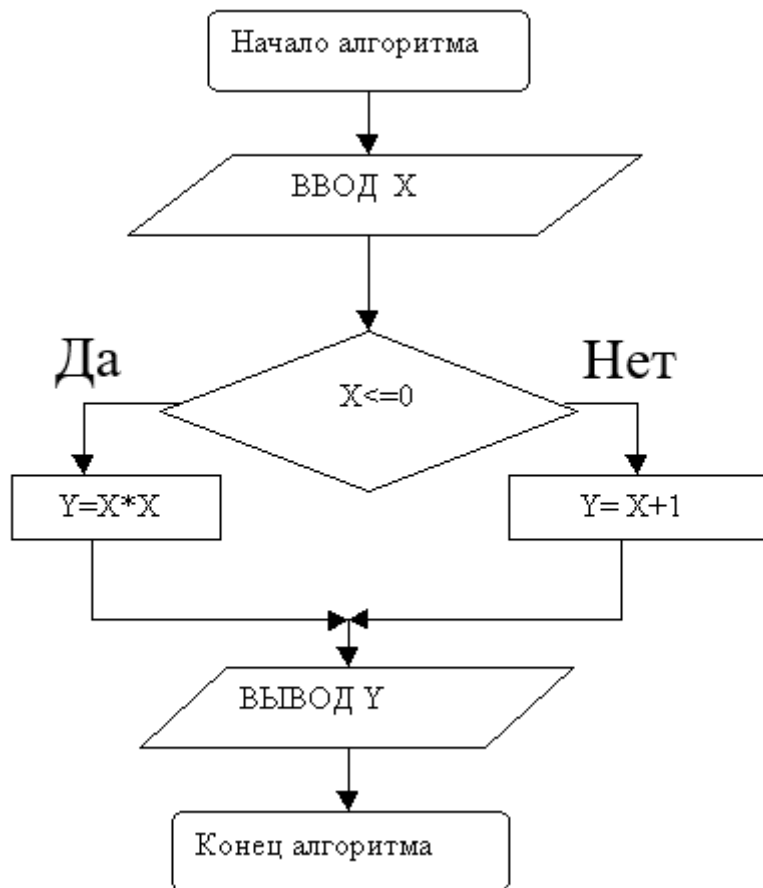 Начало алгоритма
ВВОД X
Да
Нет
X<=0
Y=X*X
Y= X+1
ВЫВОД Y
Конец алгоритма